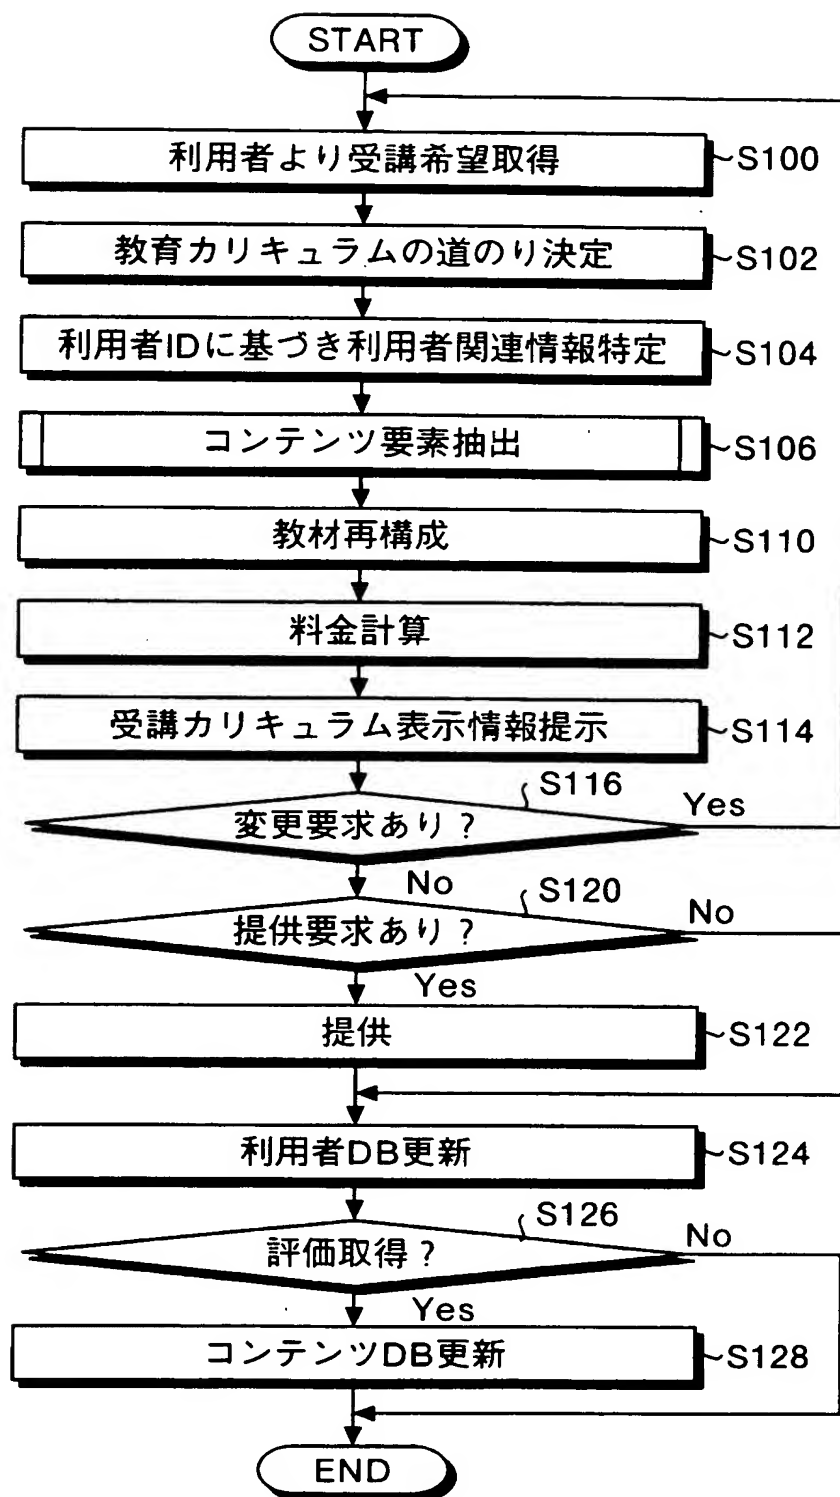 START
利用者より受講希望取得 S100
教育カリキュラムの道のり決定 S102
利用者IDに基づき利用者関連情報特定 S104
コンテンツ要素抽出 S106
教材再構成 S110
料金計算 S112
受講カリキュラム表示情報提示 S114
S116
変更要求あり? Yes
No
S120
提供要求あり? No
Yes
提供 S122
利用者DB更新 S124
S126
評価取得? No
Yes
コンテンツDB更新 S128
END